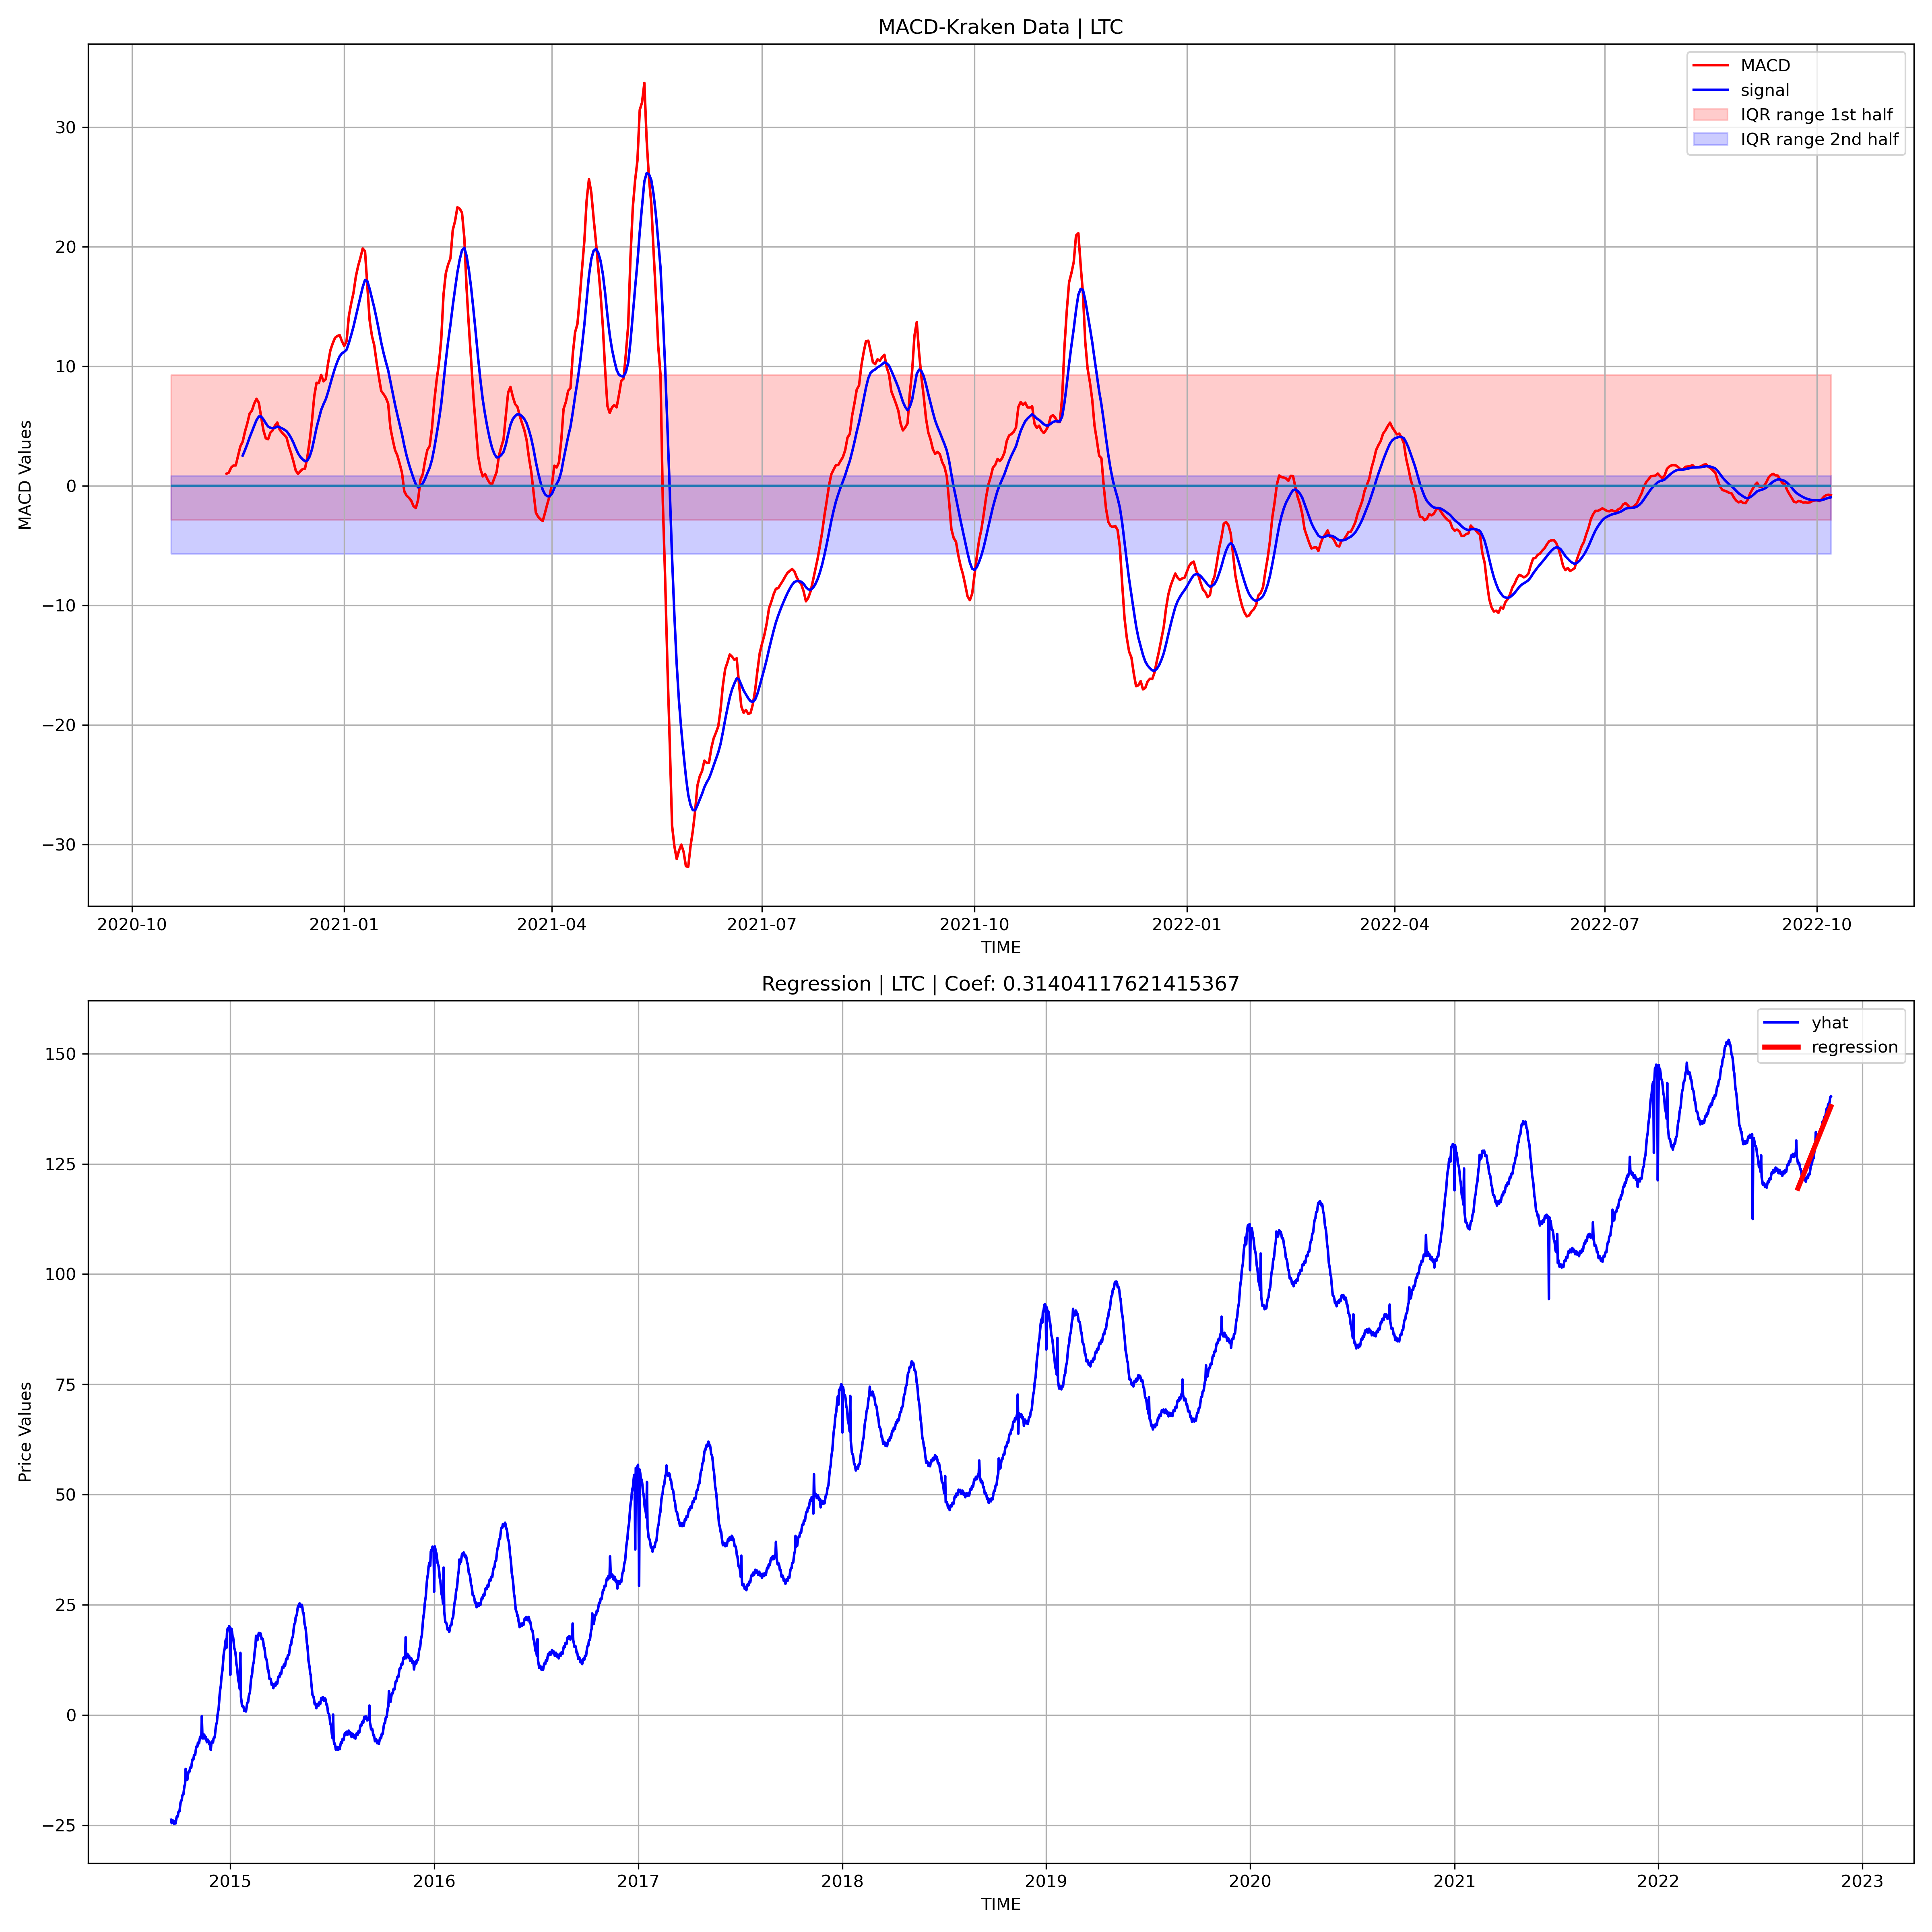 MACD-Kraken Data | LTC
MACD
signal
IQR range 1st half
IQR range 2nd half
MACD Values
30
20
10
0
−10
−20
−30
2020-10 2021-01 2021-04 2021-07 2021-10 2022-01 2022-04 2022-07 2022-10
TIME
Regression | LTC | Coef: 0.31404117621415367
yhat
regression
Price Values
150
125
100
75
50
25
0
−25
2015 2016 2017 2018 2019 2020 2021 2022 2023
TIME